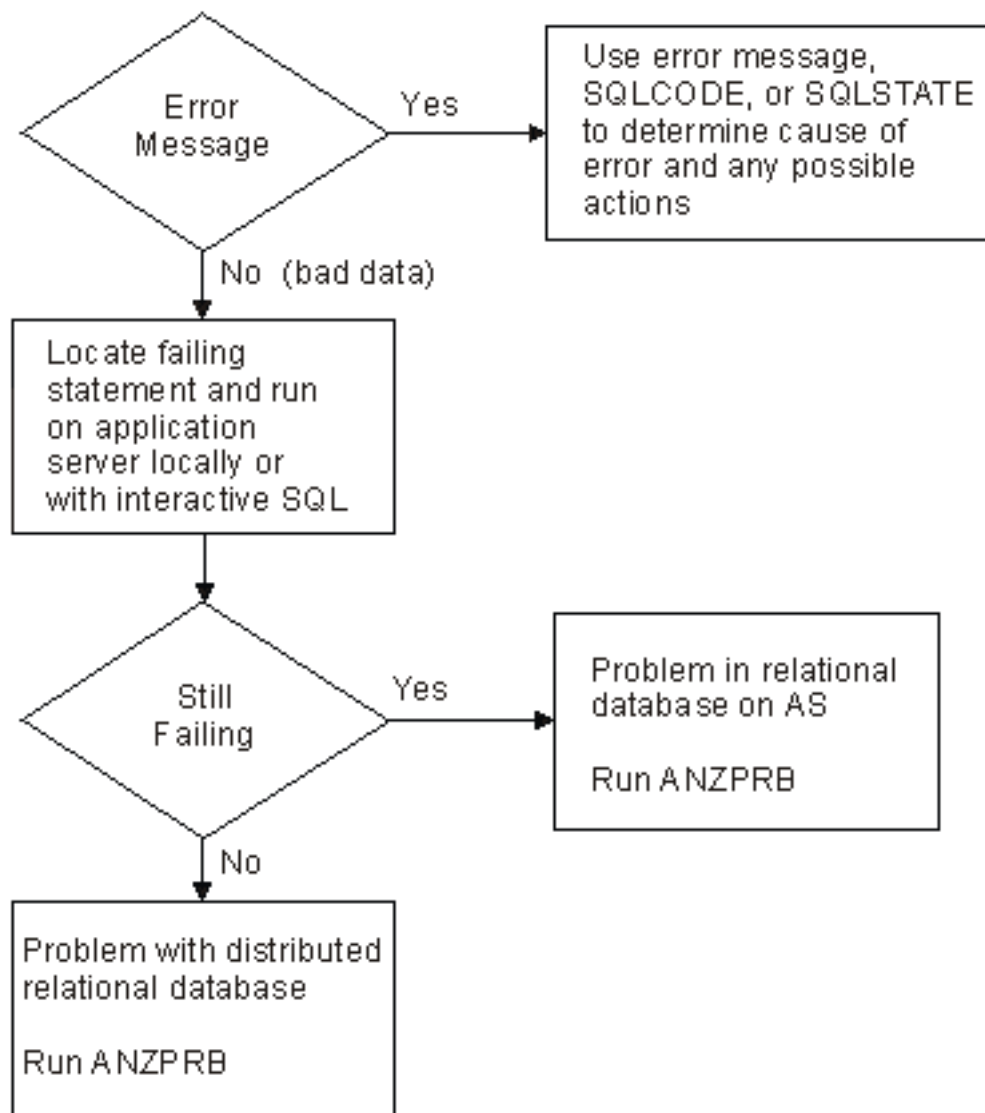 Error
Message
Yes
Use error message,
SQLCODE, or SQLSTATE
to determine cause of
error and any possible
actions
No (bad data)
Locate failing
statement and run
on application
server locally or
with interactive SQL
Still
Failing
Yes
Problem in relational
database on AS
Run ANZPRB
No
Problem with distributed
relational database
Run ANZPRB